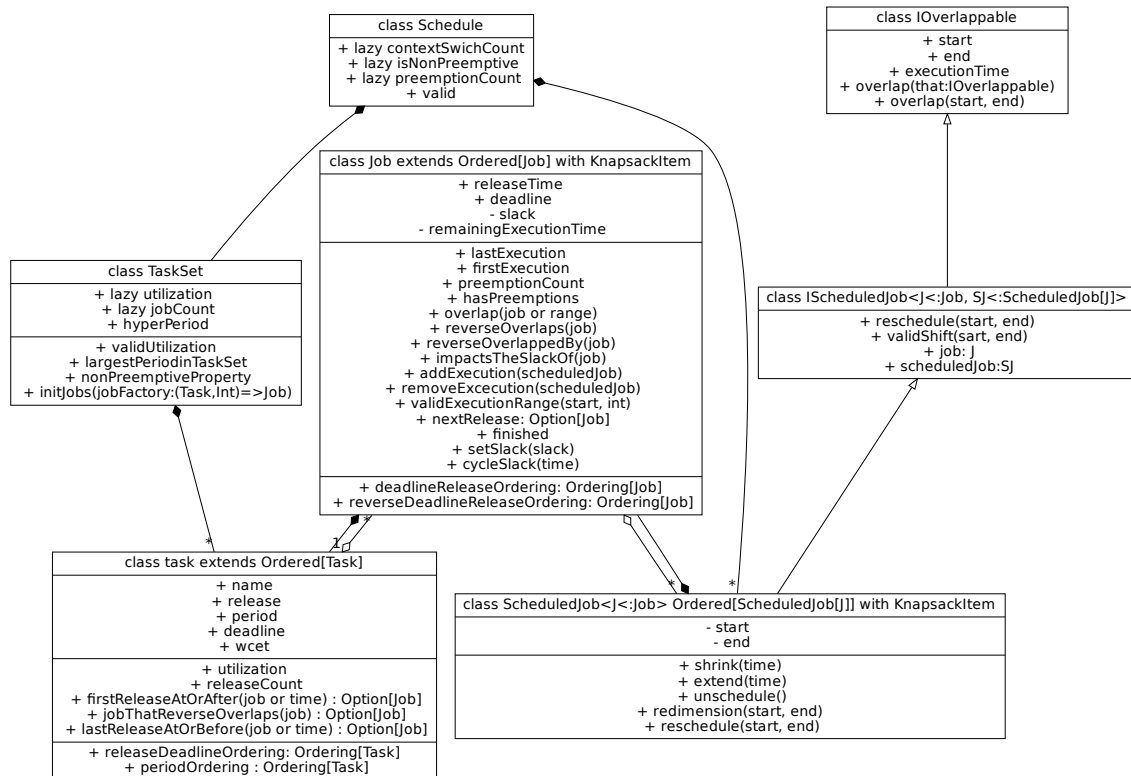 class Schedule
+ lazy contextSwichCount
+ lazy isNonPreemptive
+ lazy preemptionCount
+ valid
class IOverlappable
+ start
+ end
+ executionTime
+ overlap(that:IOverlappable)
+ overlap(start, end)
class Job extends Ordered[Job] with KnapsackItem
+ releaseTime
+ deadline
- slack
- remainingExecutionTime
+ lastExecution
+ firstExecution
+ preemptionCount
+ hasPreemptions
+ overlap(job or range)
+ reverseOverlaps(job)
+ reverseOverlappedBy(job)
+ impactsTheSlackOf(job)
+ addExecution(scheduledJob)
+ removeExcecution(scheduledJob)
+ validExecutionRange(start, int)
+ nextRelease: Option[Job]
+ finished
+ setSlack(slack)
+ cycleSlack(time)
+ deadlineReleaseOrdering: Ordering[Job]
+ reverseDeadlineReleaseOrdering: Ordering[Job]
class TaskSet
+ lazy utilization
+ lazy jobCount
+ hyperPeriod
+ validUtilization
+ largestPeriodinTaskSet
+ nonPreemptiveProperty
+ initJobs(jobFactory:(Task,Int)=>Job)
class IScheduledJob<J<:Job, SJ<:ScheduledJob[J]>
+ reschedule(start, end)
+ validShift(sart, end)
+ job: J
+ scheduledJob:SJ
*
1
*
*
*
class task extends Ordered[Task]
+ name
+ release
+ period
+ deadline
+ wcet
+ utilization
+ releaseCount
+ firstReleaseAtOrAfter(job or time) : Option[Job]
+ jobThatReverseOverlaps(job) : Option[Job]
+ lastReleaseAtOrBefore(job or time) : Option[Job]
+ releaseDeadlineOrdering: Ordering[Task]
+ periodOrdering : Ordering[Task]
class ScheduledJob<J<:Job> Ordered[ScheduledJob[J]] with KnapsackItem
- start
- end
+ shrink(time)
+ extend(time)
+ unschedule()
+ redimension(start, end)
+ reschedule(start, end)